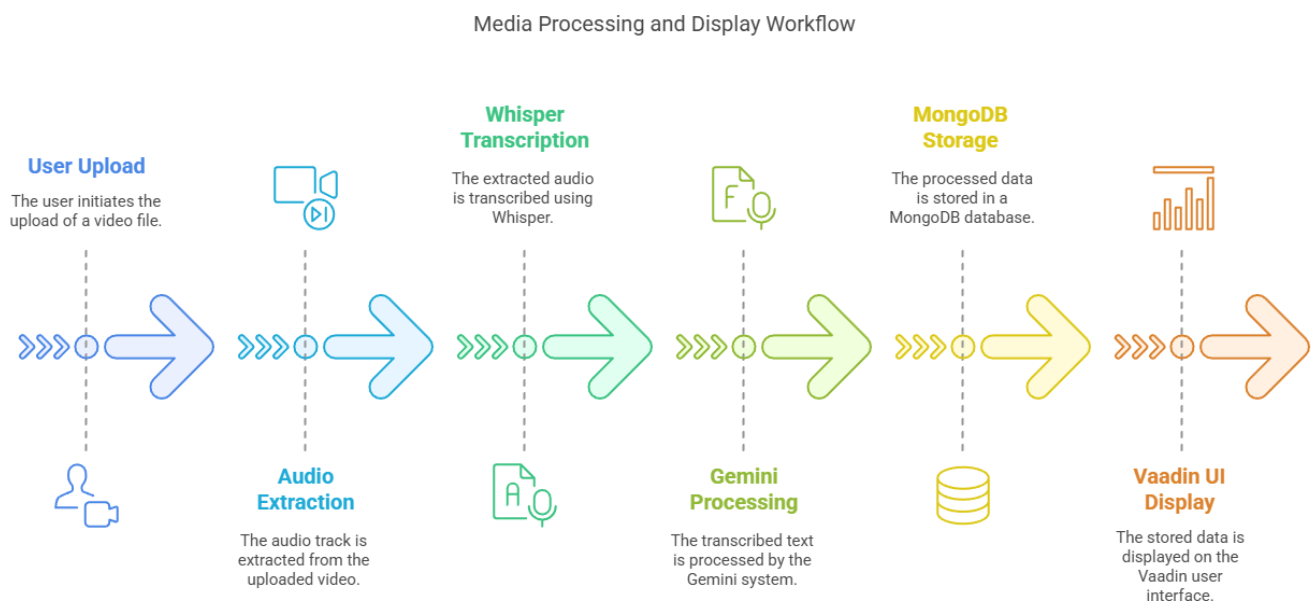 Media Processing and Display Workflow
User Upload
The user initiates the
upload of a video file.
Audio
Extraction
The audio track is
extracted from the
uploaded video.
Whisper
Transcription
The extracted audio
is transcribed using
Whisper.
A
Gemini
Processing
The transcribed text
is processed by the
Gemini system.
F
MongoDB
Storage
The processed data
is stored in a
MongoDB database.
Vaadin UI
Display
The stored data is
displayed on the
Vaadin user
interface.